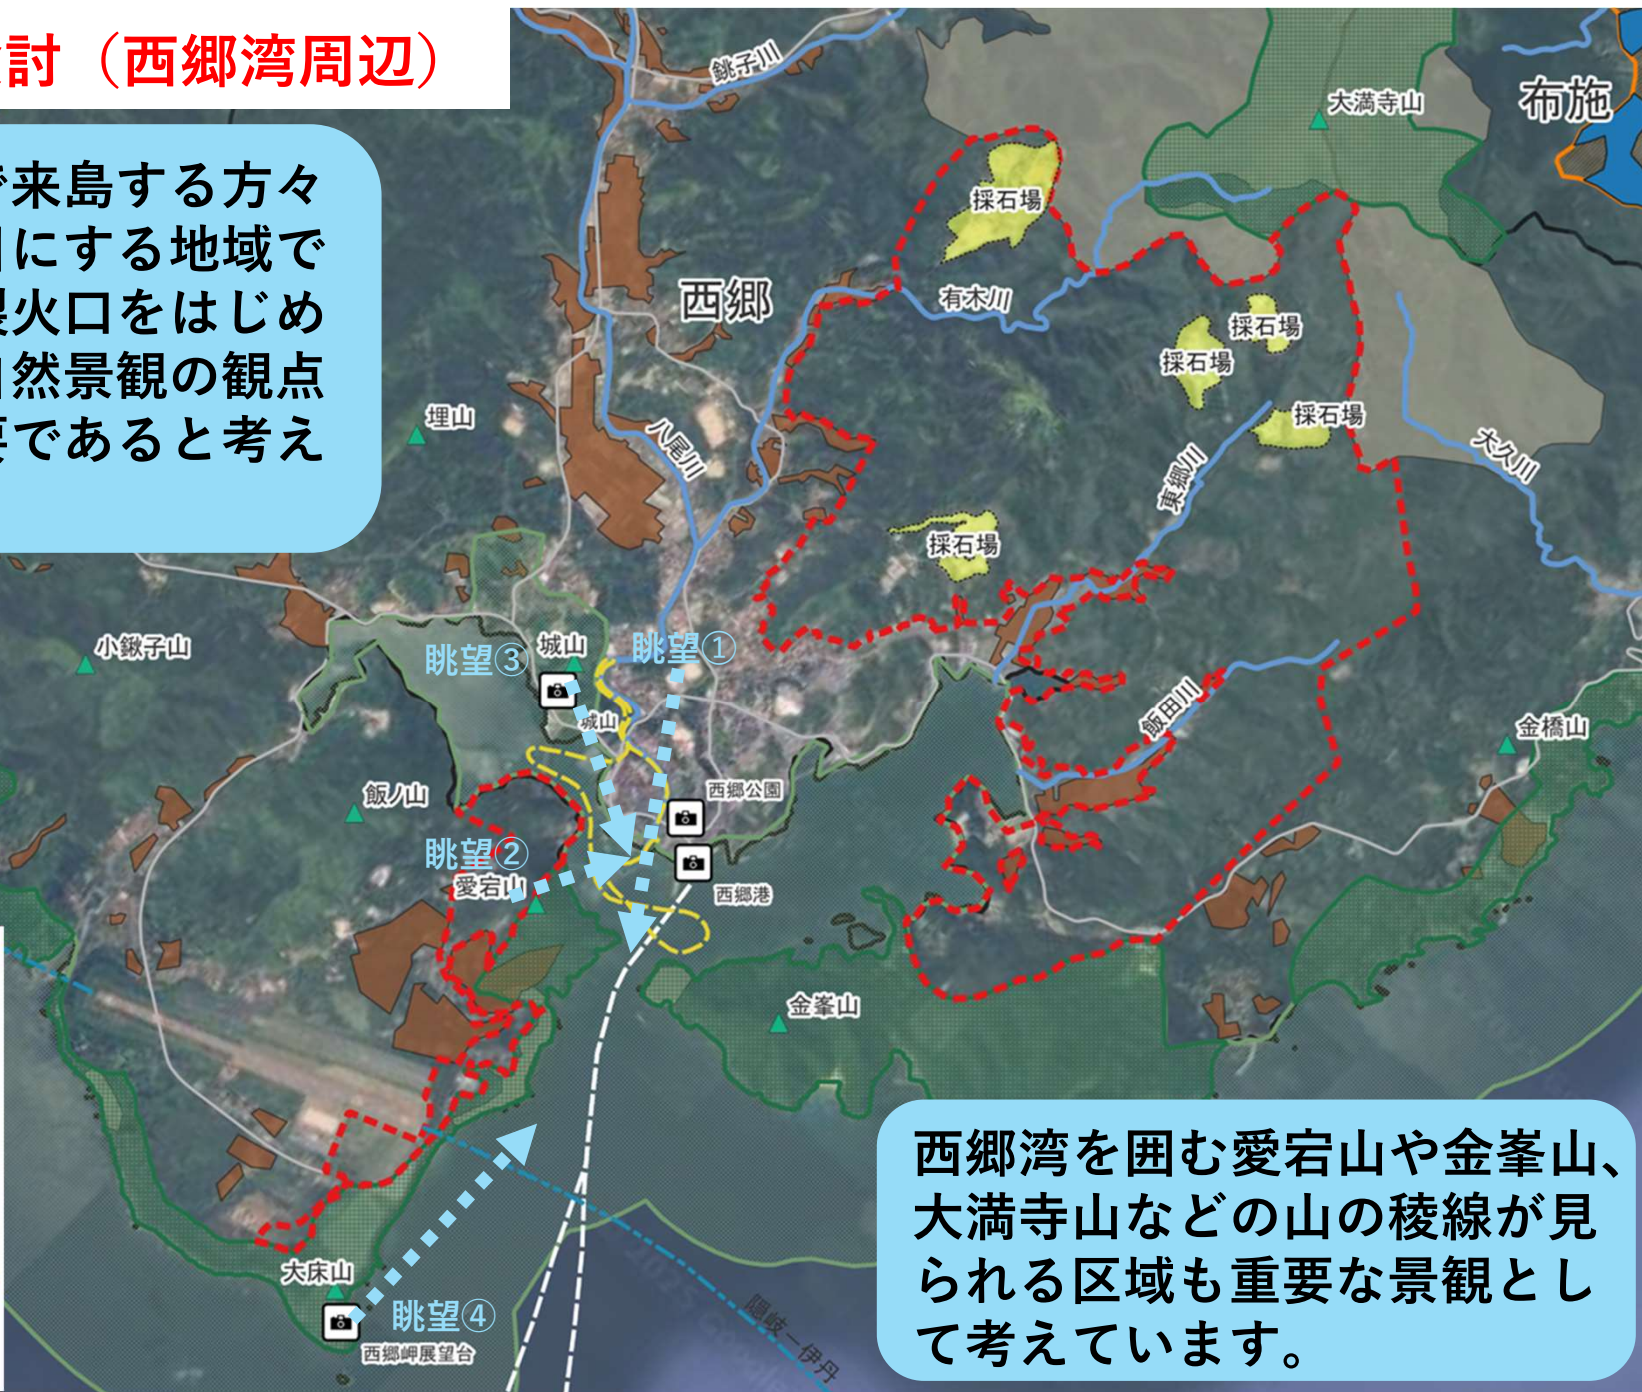 討（西郷湾周辺）
で来島する方々
目にする地域で
火口をはじめ
自然景観の観点
要であると考え
銚子川
大満寺山
布施
採石場
西郷
有木川
採石場
採石場
採石場
埋山
八尾川
大久川
東郷川
採石場
小鍬子山
眺望③
城山
眺望①
城山
飯田川
金橋山
飯ノ山
西郷公園
眺望②
愛宕山
西郷港
金峯山
西郷湾を囲む愛宕山や金峯山、
大満寺山などの山の稜線が見
られる区域も重要な景観とし
て考えています。
大床山
眺望④
西郷岬展望台
隠岐ー伊丹